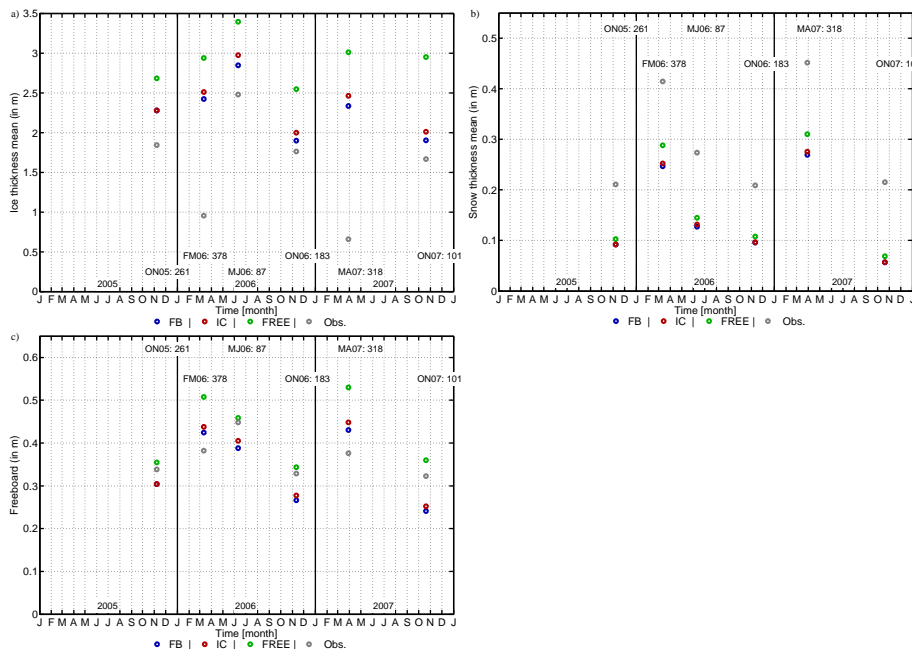 a)
3.5
3
2.5
2
1.5
1
0.5
0
Ice thickness mean (in m)
FM06: 378
ON06: 183
ON05: 261
MJ06: 87
MA07: 318
ON07: 101
2005
2006
2007
J F M A M J J A S O N D J F M A M J J A S O N D J F M A M J J A S O N D J
Time [month]
FB | IC | FREE | Obs.
b)
0.5
0.4
0.3
0.2
0.1
0
Snow thickness mean (in m)
ON05: 261
MJ06: 87
MA07: 318
FM06: 378
ON06: 183
ON07: 10
2005
2006
2007
J F M A M J J A S O N D J F M A M J J A S O N D J F M A M J J A S O N D J
Time [month]
FB | IC | FREE | Obs.
c)
0.6
0.5
0.4
0.3
0.2
0.1
0
Freeboard (in m)
ON05: 261
MJ06: 87
MA07: 318
FM06: 378
ON06: 183
ON07: 101
2005
2006
2007
J F M A M J J A S O N D J F M A M J J A S O N D J F M A M J J A S O N D J
Time [month]
FB | IC | FREE | Obs.